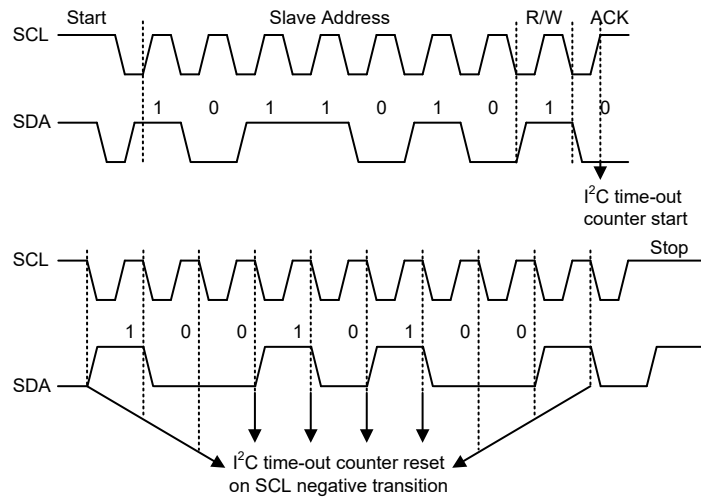 Start Slave Address R/W ACK
SCL
1 0 1 1 0 1 0 1 0
SDA
I²C time-out
counter start
Stop
SCL
1 0 0 1 0 1 0 0
SDA
I²C time-out counter reset
on SCL negative transition